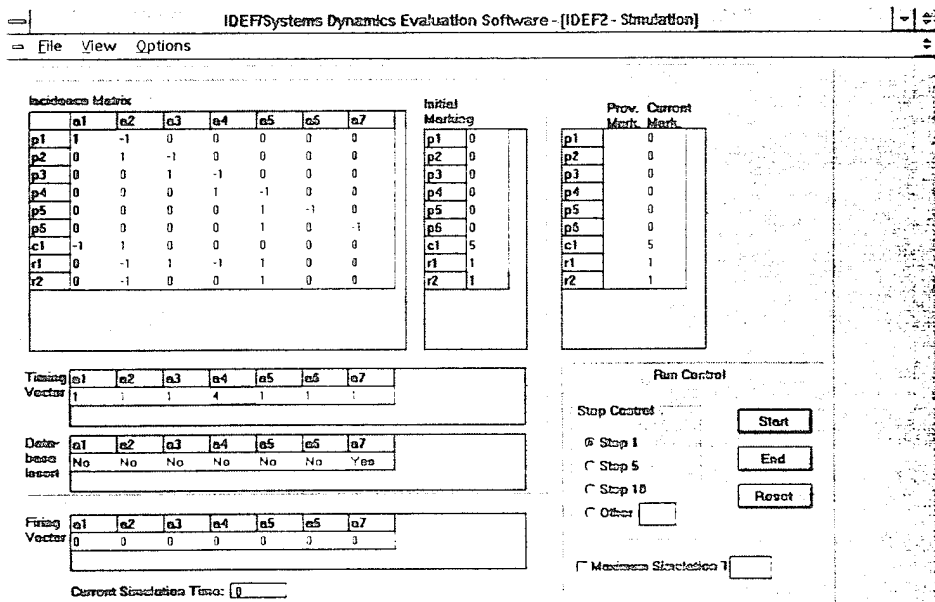 IDEF/Systems Dynamics Evaluation Software - [IDEF2 - Simulation]
File View Options
Incidence Matrix
a1 a2 a3 a4 a5 a6 a7
p1 1 -1 0 0 0 0 0
p2 0 1 -1 0 0 0 0
p3 0 0 1 -1 0 0 0
p4 0 0 0 1 -1 0 0
p5 0 0 0 0 1 -1 0
p6 0 0 0 0 1 0 -1
c1 -1 1 0 0 0 0 0
r1 0 -1 1 -1 1 0 0
r2 0 -1 0 0 1 0 0
Initial
Marking
p1 0
p2 0
p3 0
p4 0
p5 0
p6 0
c1 5
r1 1
r2 1
Prev. Current
Mark. Mark.
p1 0
p2 0
p3 0
p4 0
p5 0
p6 0
c1 5
r1 1
r2 1
Timing
Vector
a1 a2 a3 a4 a5 a6 a7
1 1 1 4 1 1 1
Data-
base
Insert
a1 a2 a3 a4 a5 a6 a7
No No No No No No Yes
Firing
Vector
a1 a2 a3 a4 a5 a6 a7
0 0 0 0 0 0 0
Current Simulation Time: 0
Run Control
Stop Control
Stop 1
Stop 5
Stop 10
Other
Start
End
Reset
Maximum Simulation T